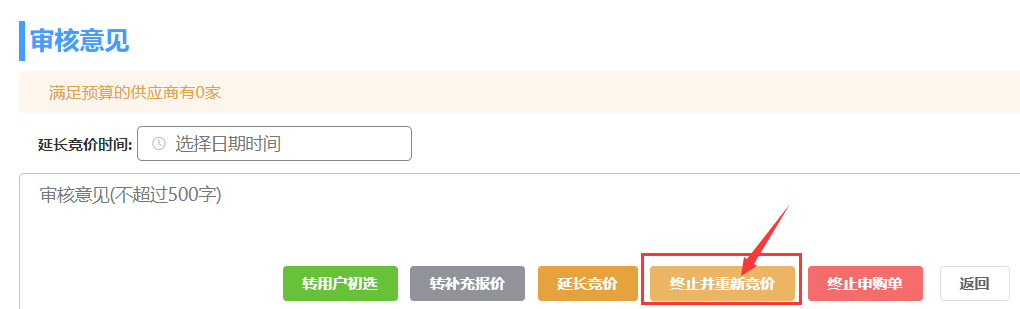 审核意见
满足预算的供应商有0家
延长竞价时间: 选择日期时间
审核意见(不超过500字)
转用户初选 转补充报价 延长竞价 终止并重新竞价 终止申购单 返回